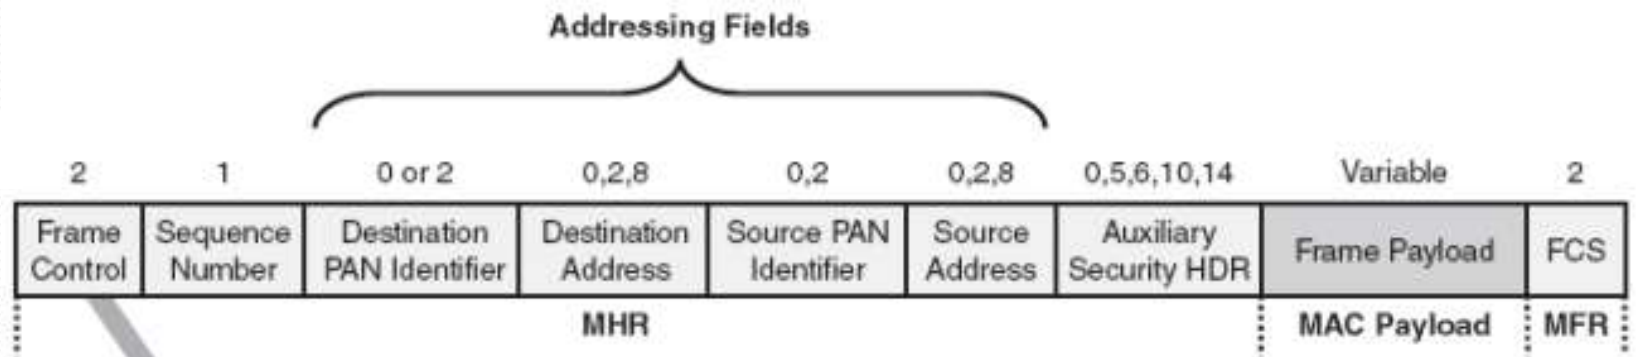 Addressing Fields
2 1 0 or 2 0,2,8 0,2 0,2,8 0,5,6,10,14 Variable 2
Frame Control
Sequence Number
Destination PAN Identifier
Destination Address
Source PAN Identifier
Source Address
Auxiliary Security HDR
Frame Payload
FCS
MHR MAC Payload MFR